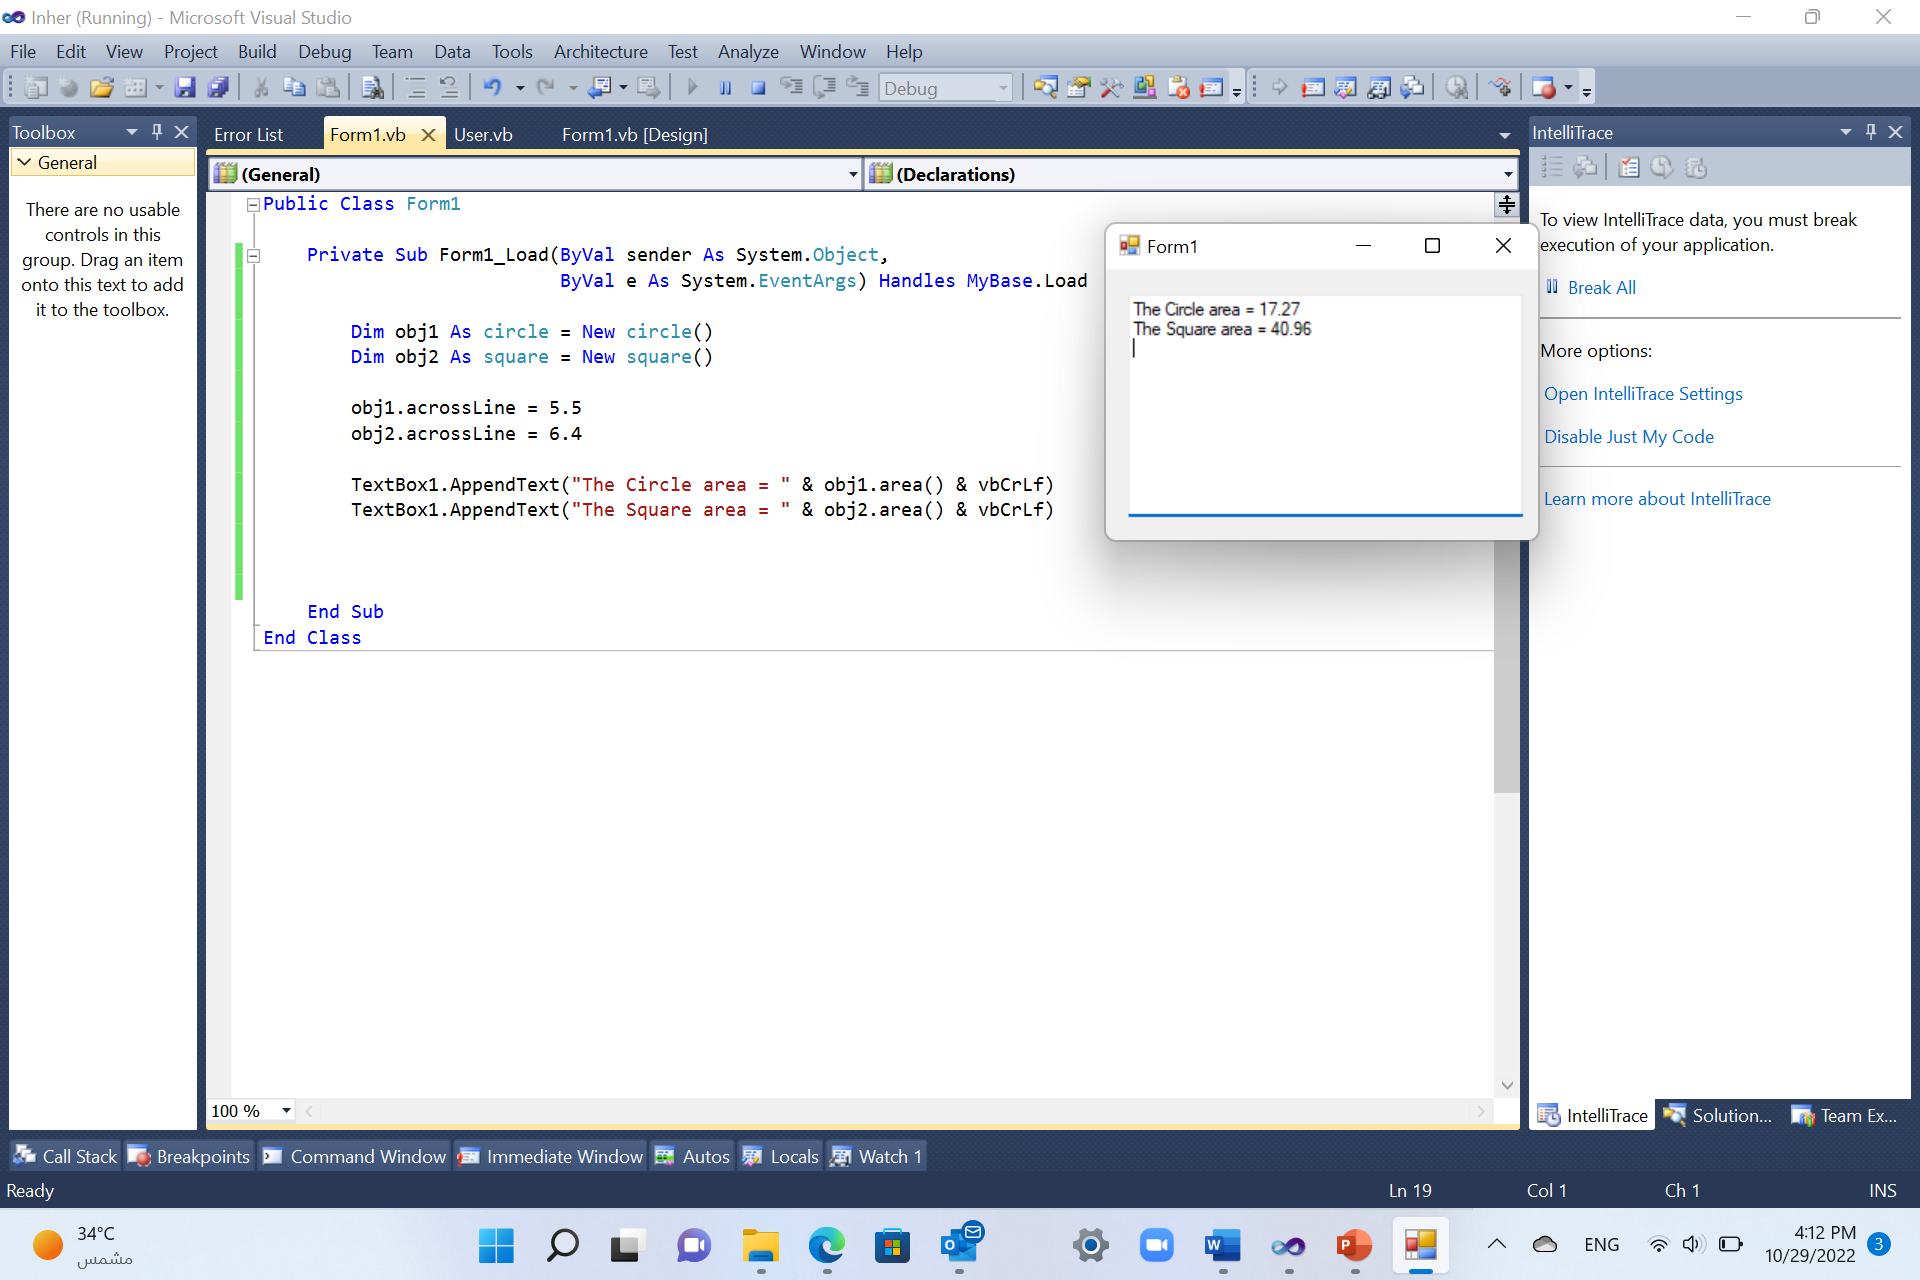 Inher (Running) - Microsoft Visual Studio
File Edit View Project Build Debug Team Data Tools Architecture Test Analyze Window Help
Debug
Toolbox
General
There are no usable
controls in this
group. Drag an item
onto this text to add
it to the toolbox.
Error List Form1.vb User.vb Form1.vb [Design]
(General) (Declarations)
Public Class Form1
Private Sub Form1_Load(ByVal sender As System.Object,
ByVal e As System.EventArgs) Handles MyBase.Load
Dim obj1 As circle = New circle()
Dim obj2 As square = New square()
obj1.acrossLine = 5.5
obj2.acrossLine = 6.4
TextBox1.AppendText("The Circle area = " & obj1.area() & vbCrLf)
TextBox1.AppendText("The Square area = " & obj2.area() & vbCrLf)
End Sub
End Class
100 %
Form1
The Circle area = 17.27
The Square area = 40.96
IntelliTrace
To view IntelliTrace data, you must break
execution of your application.
Break All
More options:
Open IntelliTrace Settings
Disable Just My Code
Learn more about IntelliTrace
IntelliTrace Solution... Team Ex...
Call Stack Breakpoints Command Window Immediate Window Autos Locals Watch 1
Ready Ln 19 Col 1 Ch 1 INS
34°C
مشمس
ENG
4:12 PM
10/29/2022
3